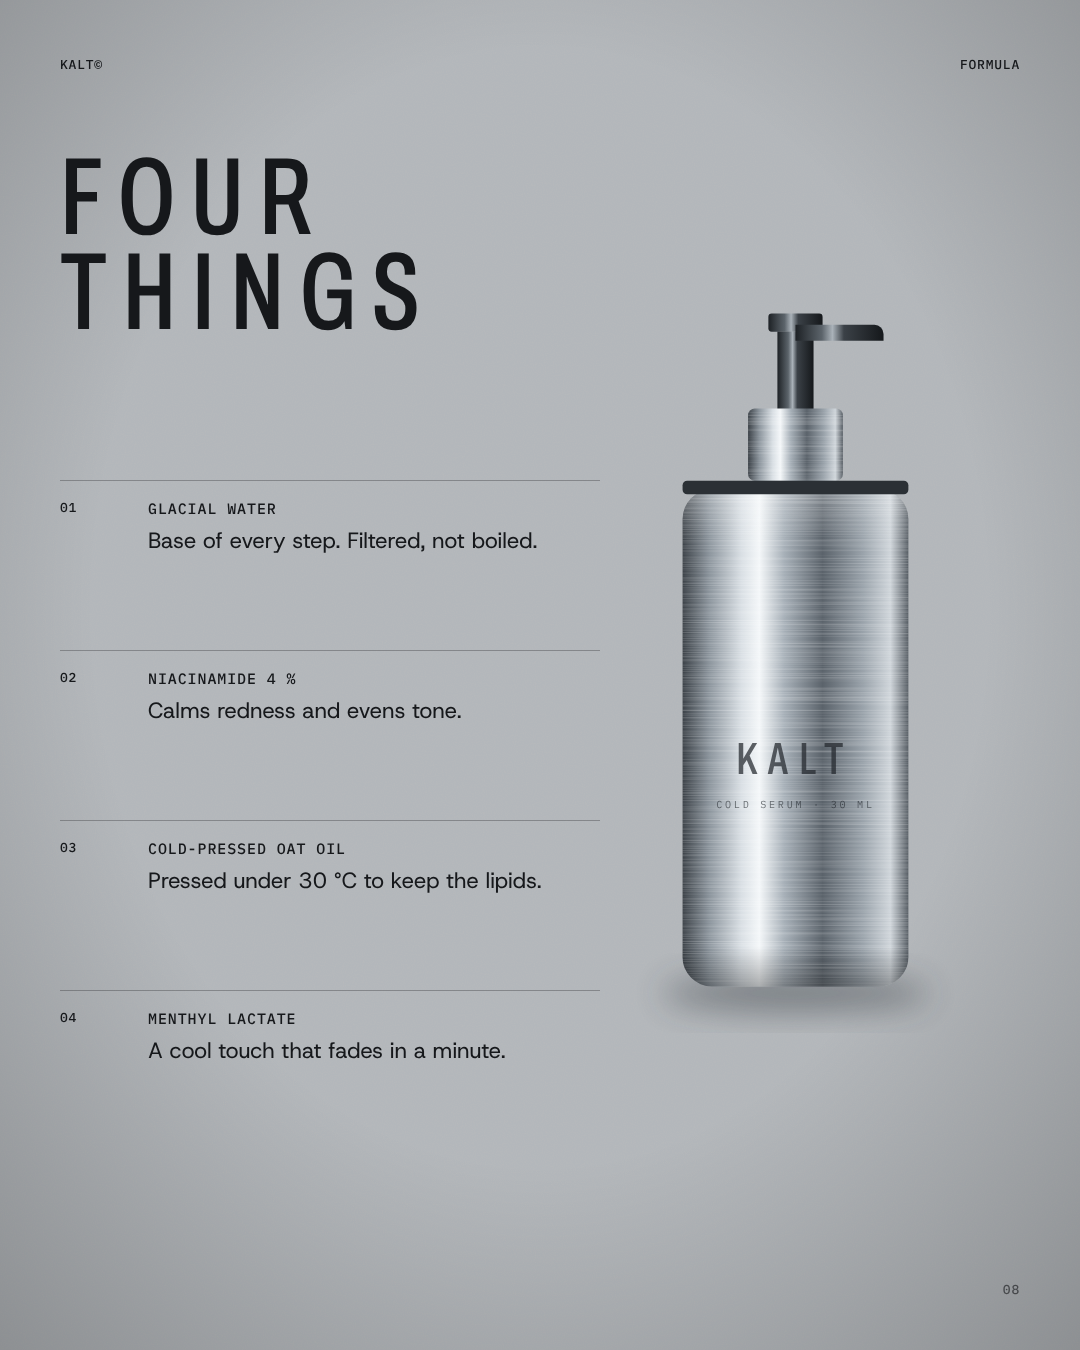 KALT©
FORMULA
FOUR
THINGS
01
GLACIAL WATER
Base of every step. Filtered, not boiled.
02
NIACINAMIDE 4 %
Calms redness and evens tone.
03
COLD-PRESSED OAT OIL
Pressed under 30 °C to keep the lipids.
04
MENTHYL LACTATE
A cool touch that fades in a minute.
KALT
COLD SERUM · 30 ML
08